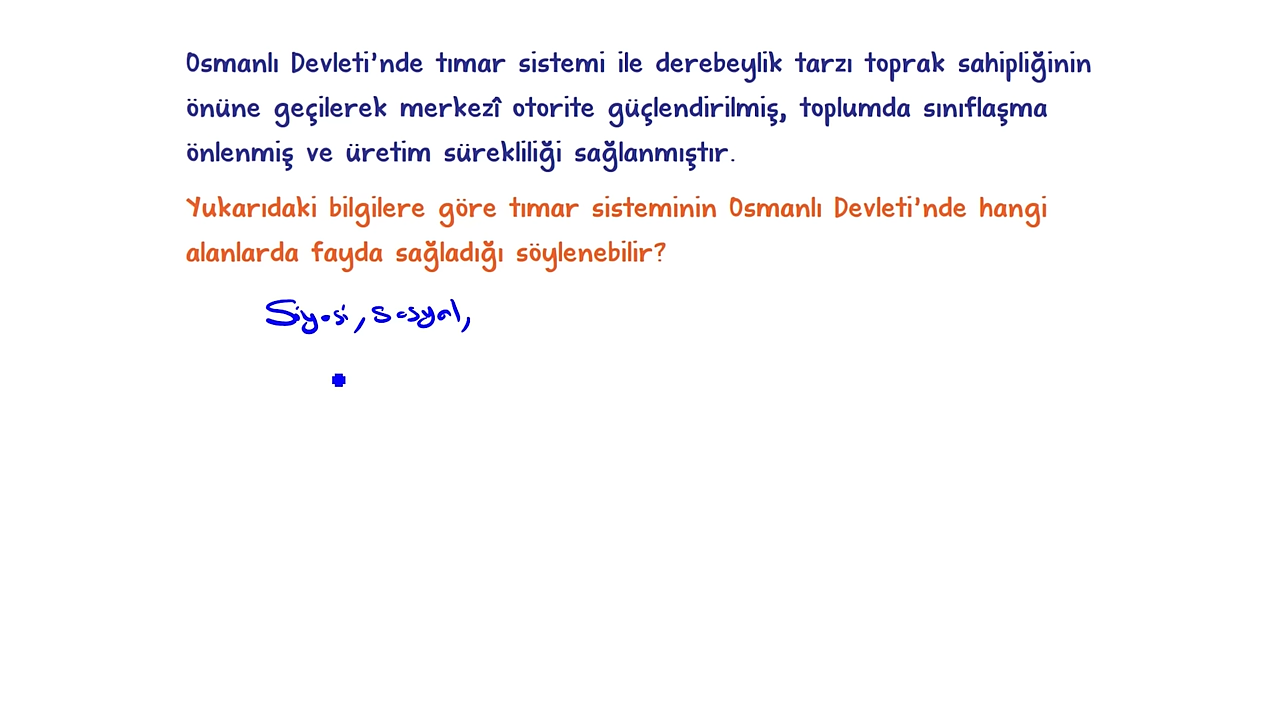 Osmanlı Devleti'nde tımar sistemi ile derebeylik tarzı toprak sahipliğinin
önüne geçilerek merkezî otorite güçlendirilmiş, toplumda sınıflaşma
önlenmiş ve üretim sürekliliği sağlanmıştır.
Yukarıdaki bilgilere göre tımar sisteminin Osmanlı Devleti'nde hangi
alanlarda fayda sağladığı söylenebilir?
Siyasi, sosyal,